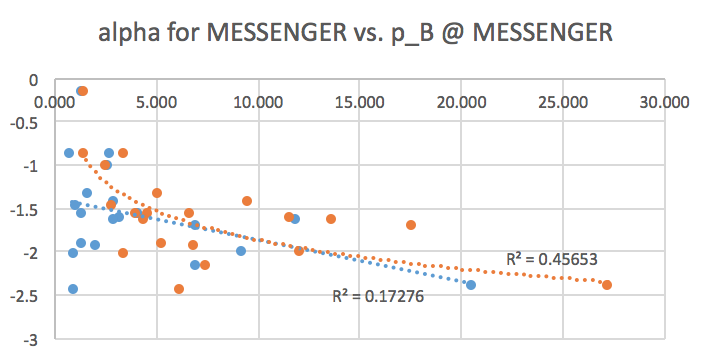 alpha for MESSENGER vs. p_B @ MESSENGER
0
0.000 5.000 10.000 15.000 20.000 25.000 30.000
-0.5
-1
-1.5
-2
R² = 0.45653
-2.5
R² = 0.17276
-3